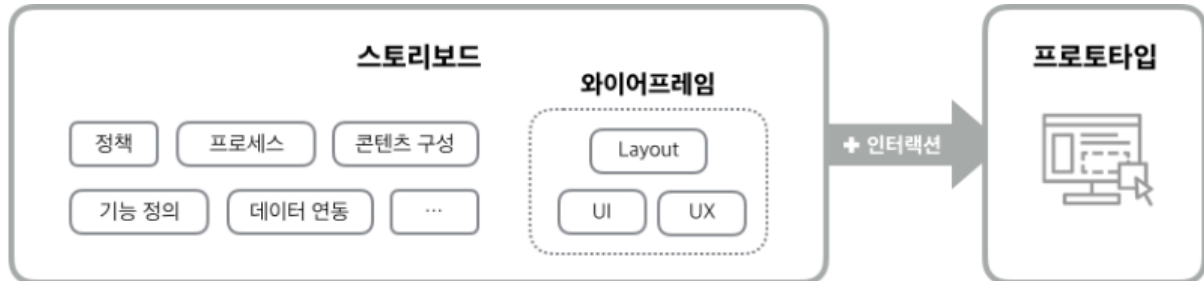 스토리보드
와이어프레임
정책
프로세스
콘텐츠 구성
기능 정의
데이터 연동
...
Layout
UI
UX
✚ 인터랙션
프로토타입